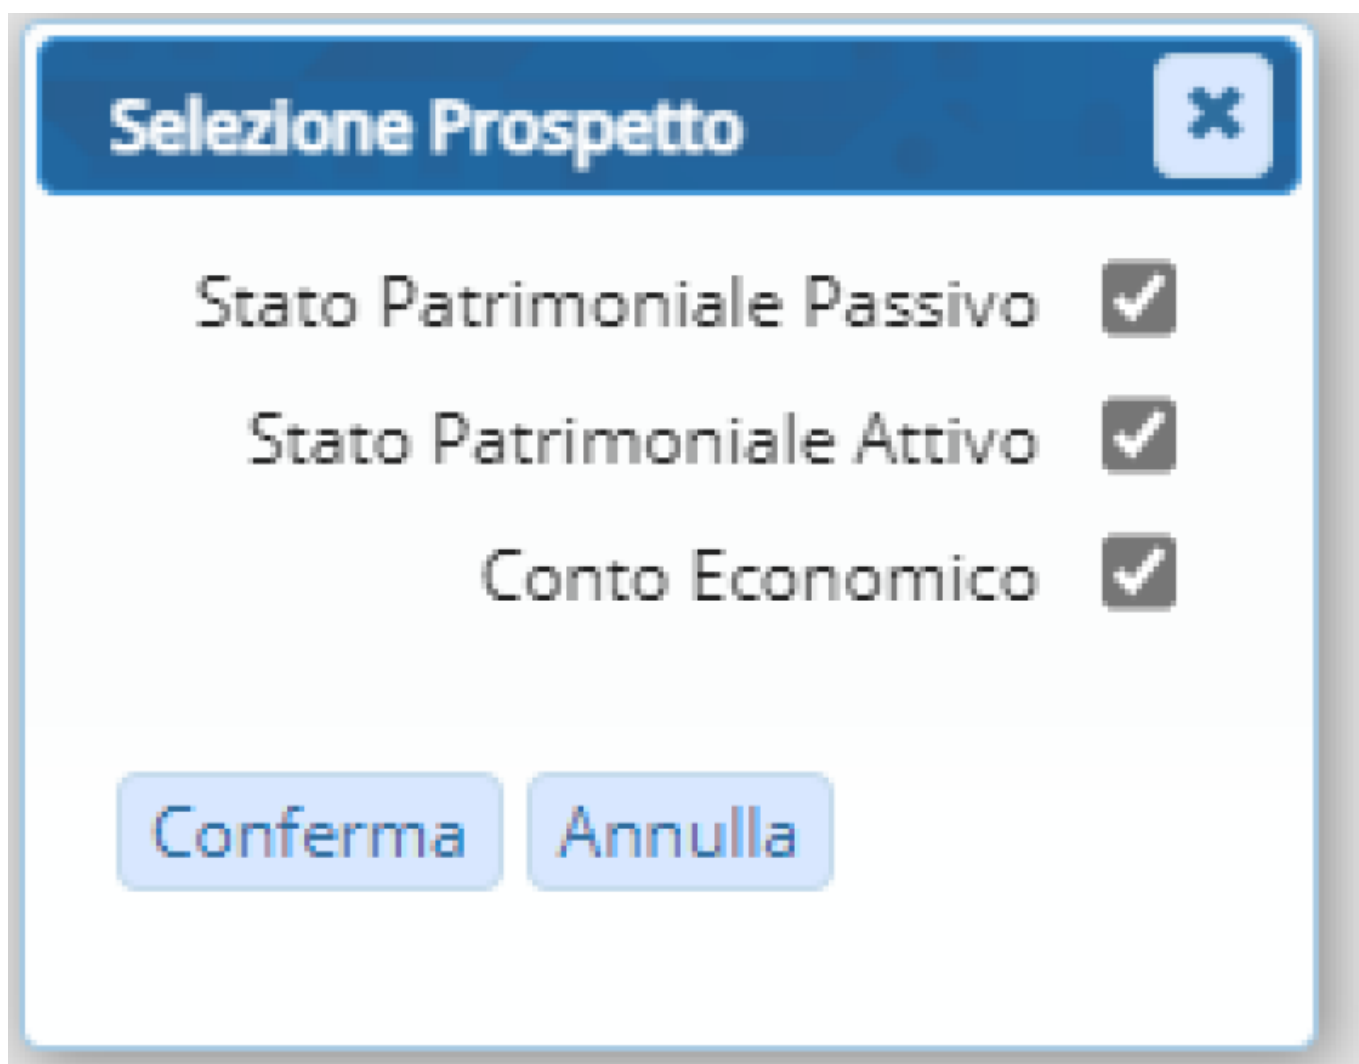 Selezione Prospetto
Stato Patrimoniale Passivo
Stato Patrimoniale Attivo
Conto Economico
Conferma Annulla